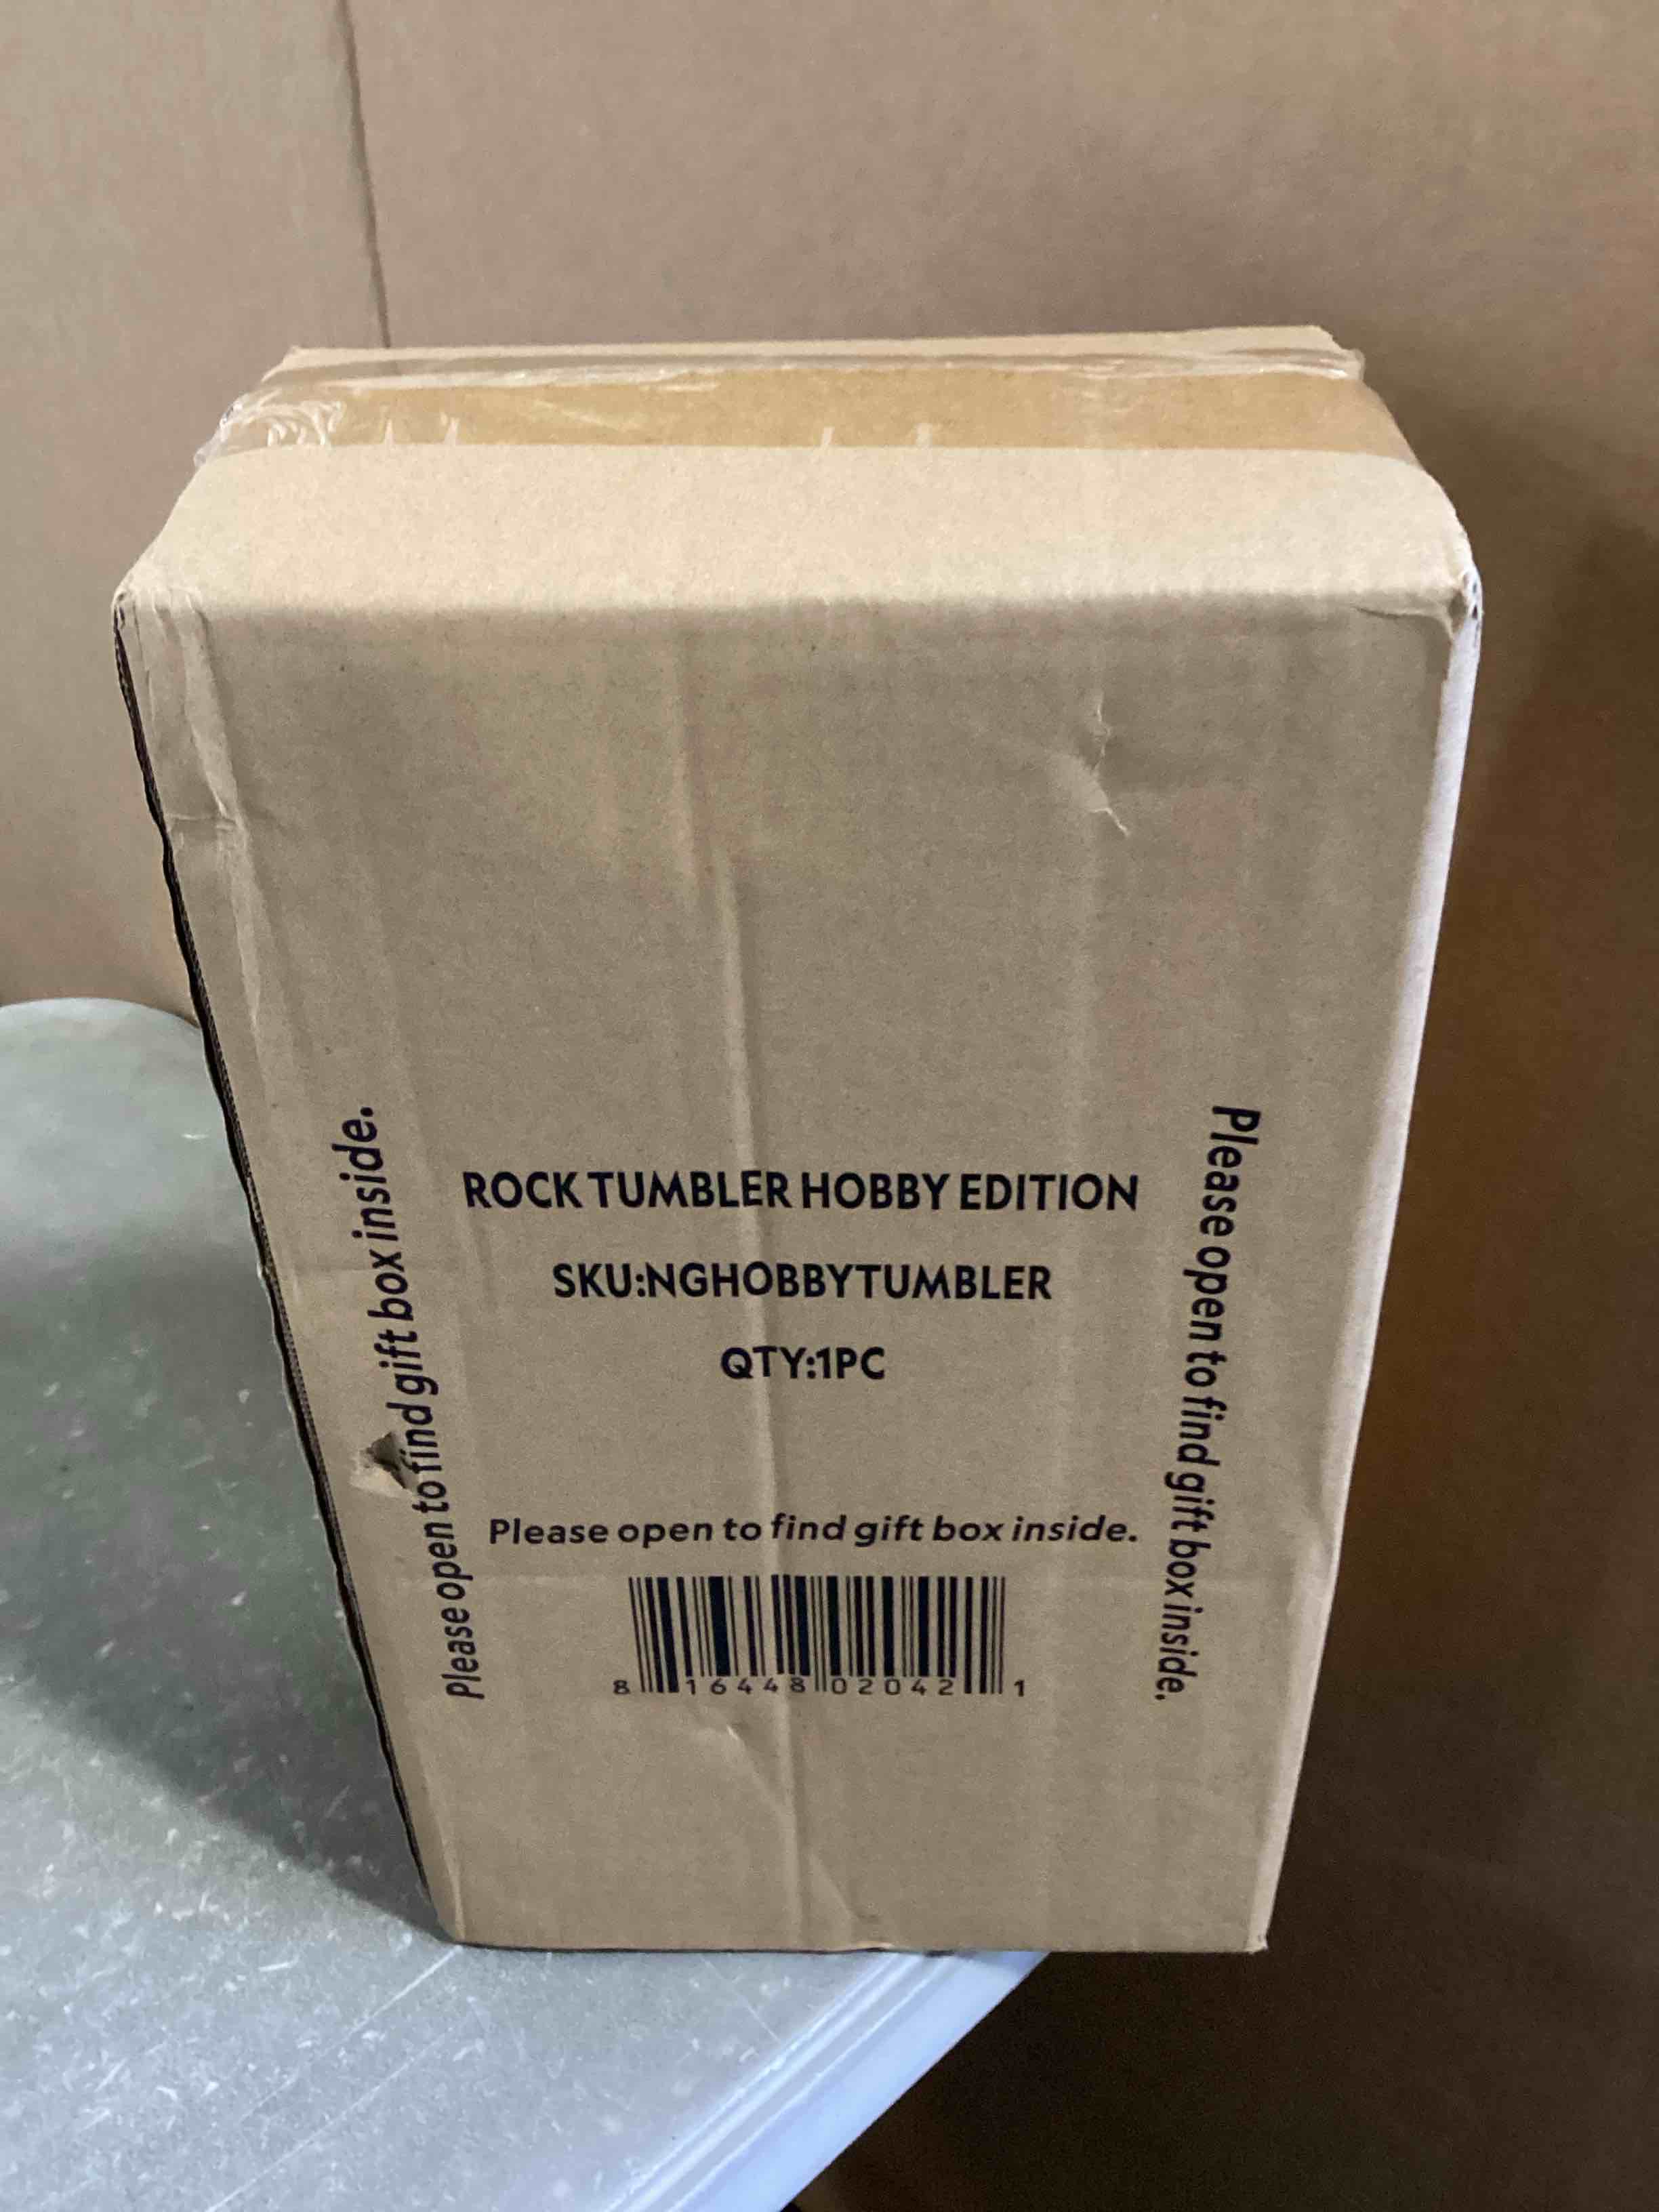 ROCK TUMBLER HOBBY EDITION
SKU:NGHOBBYTUMBLER
QTY:1PC
Please open to find gift box inside.
8 16448 02042 1
Please open to find gift box inside.
Please open to find gift box inside.